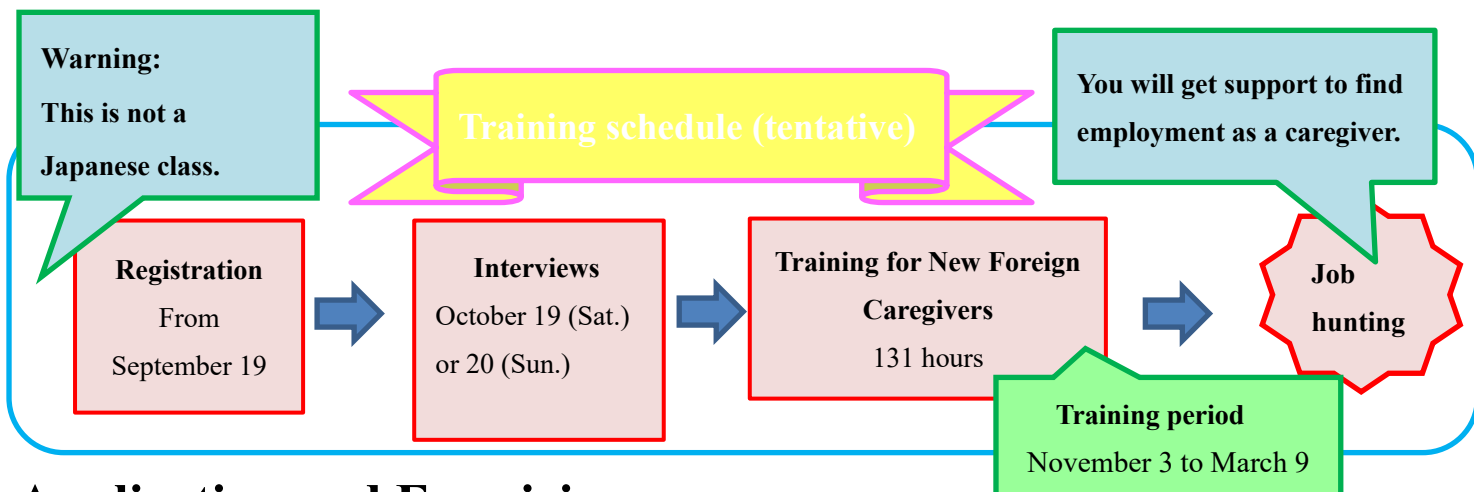 Warning:
This is not a
Japanese class.
Training schedule (tentative)
You will get support to find
employment as a caregiver.
Registration
From
September 19
Interviews
October 19 (Sat.)
or 20 (Sun.)
Training for New Foreign
Caregivers
131 hours
Job
hunting
Training period
November 3 to March 9